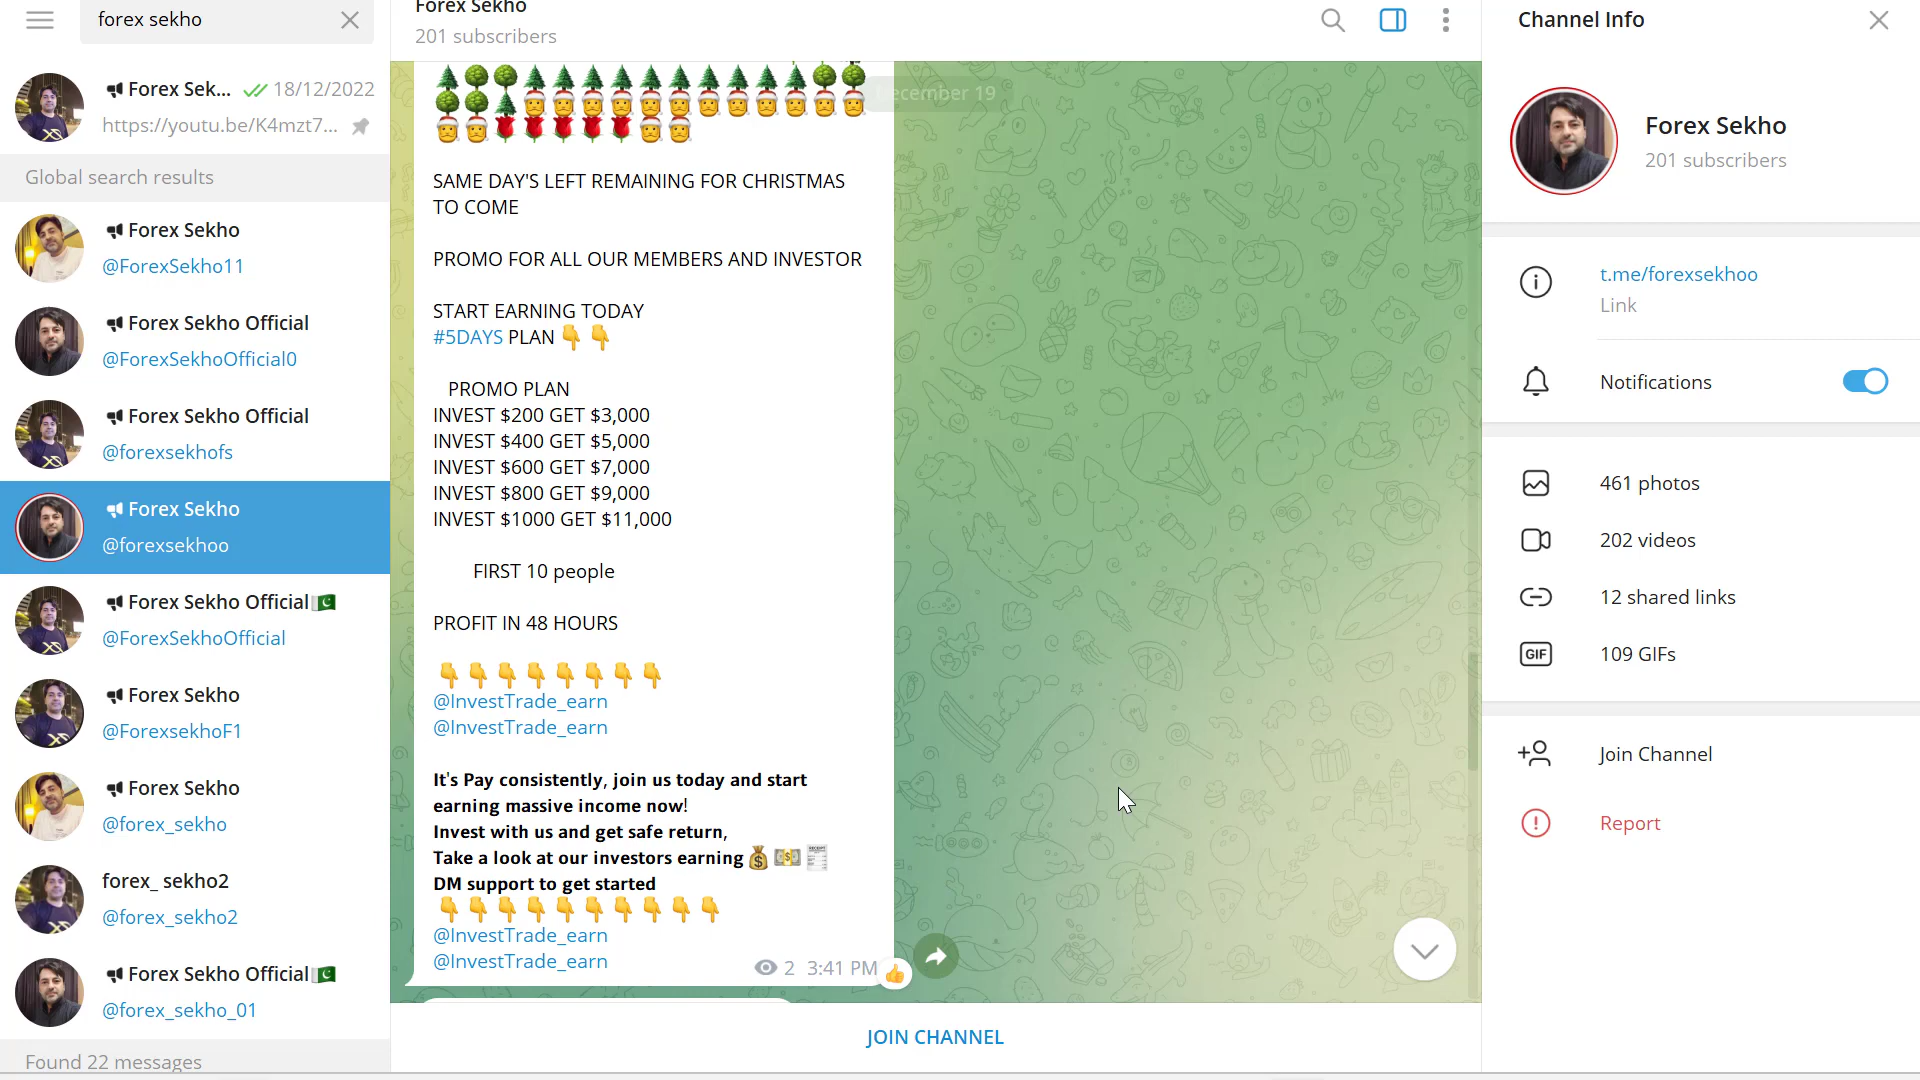 forex sekho
Forex Sek... 18/12/2022
https://youtu.be/K4mzt7...
Global search results
Forex Sekho
@ForexSekho11
Forex Sekho Official
@ForexSekhoOfficial0
Forex Sekho Official
@forexsekhofs
Forex Sekho
@forexsekhoo
Forex Sekho Official
@ForexSekhoOfficial
Forex Sekho
@ForexsekhoF1
Forex Sekho
@forex_sekho
forex_ sekho2
@forex_sekho2
Forex Sekho Official
@forex_sekho_01
Found 22 messages
Forex Sekho
201 subscribers
December 19
SAME DAY'S LEFT REMAINING FOR CHRISTMAS
TO COME
PROMO FOR ALL OUR MEMBERS AND INVESTOR
START EARNING TODAY
#5DAYS PLAN
PROMO PLAN
INVEST $200 GET $3,000
INVEST $400 GET $5,000
INVEST $600 GET $7,000
INVEST $800 GET $9,000
INVEST $1000 GET $11,000
FIRST 10 people
PROFIT IN 48 HOURS
@InvestTrade_earn
@InvestTrade_earn
It's Pay consistently, join us today and start
earning massive income now!
Invest with us and get safe return,
Take a look at our investors earning
DM support to get started
@InvestTrade_earn
@InvestTrade_earn
2 3:41 PM
JOIN CHANNEL
Channel Info
Forex Sekho
201 subscribers
t.me/forexsekhoo
Link
Notifications
461 photos
202 videos
12 shared links
GIF 109 GIFs
Join Channel
Report